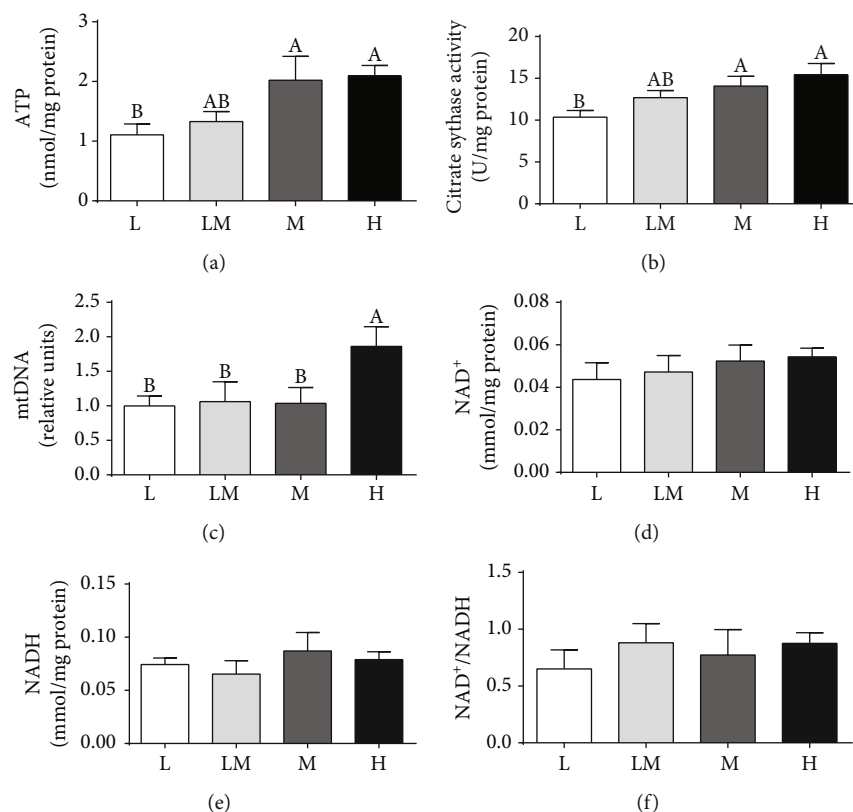 ATP
(nmol/mg protein)
3
2
1
0
B
AB
A
A
L
LM
M
H
(a)
Citrate sythase activity
(U/mg protein)
20
15
10
5
0
B
AB
A
A
L
LM
M
H
(b)
mtDNA
(relative units)
2.5
2.0
1.5
1.0
0.5
0.0
B
B
B
A
L
LM
M
H
(c)
NAD⁺
(mmol/mg protein)
0.08
0.06
0.04
0.02
0.00
L
LM
M
H
(d)
NADH
(mmol/mg protein)
0.15
0.10
0.05
0.00
L
LM
M
H
(e)
NAD⁺/NADH
1.5
1.0
0.5
0.0
L
LM
M
H
(f)